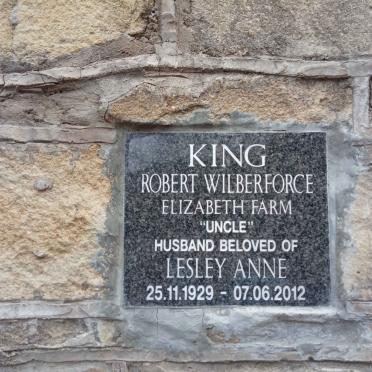 KING
ROBERT WILBERFORCE
ELIZABETH FARM
"UNCLE"
HUSBAND BELOVED OF
LESLEY ANNE
25.11.1929 - 07.06.2012